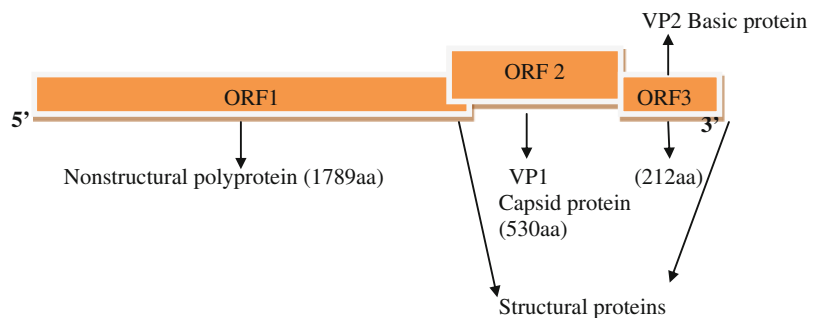 VP2 Basic protein
ORF 2
ORF1
ORF3
5’
3’
Nonstructural polyprotein (1789aa)
VP1
Capsid protein
(530aa)
(212aa)
Structural proteins